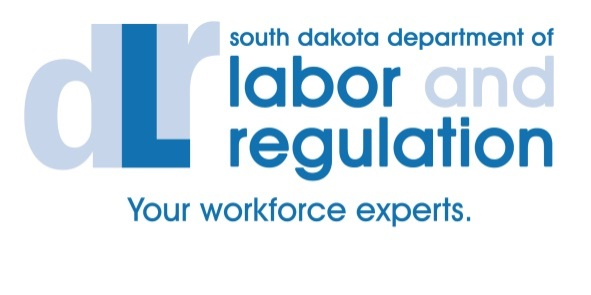 dLr
south dakota department of
labor and
regulation
Your workforce experts.